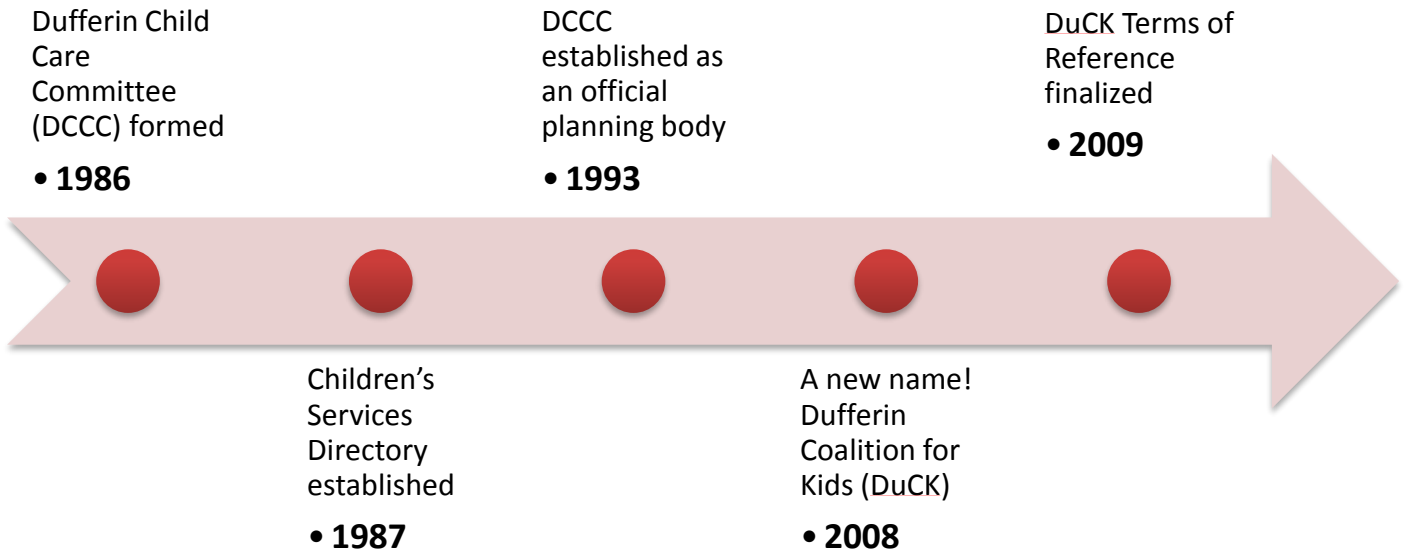 Dufferin Child
Care
Committee
(DCCC) formed
• 1986
Children’s
Services
Directory
established
• 1987
DCCC
established as
an official
planning body
• 1993
A new name!
Dufferin
Coalition for
Kids (DuCK)
• 2008
DuCK Terms of
Reference
finalized
• 2009